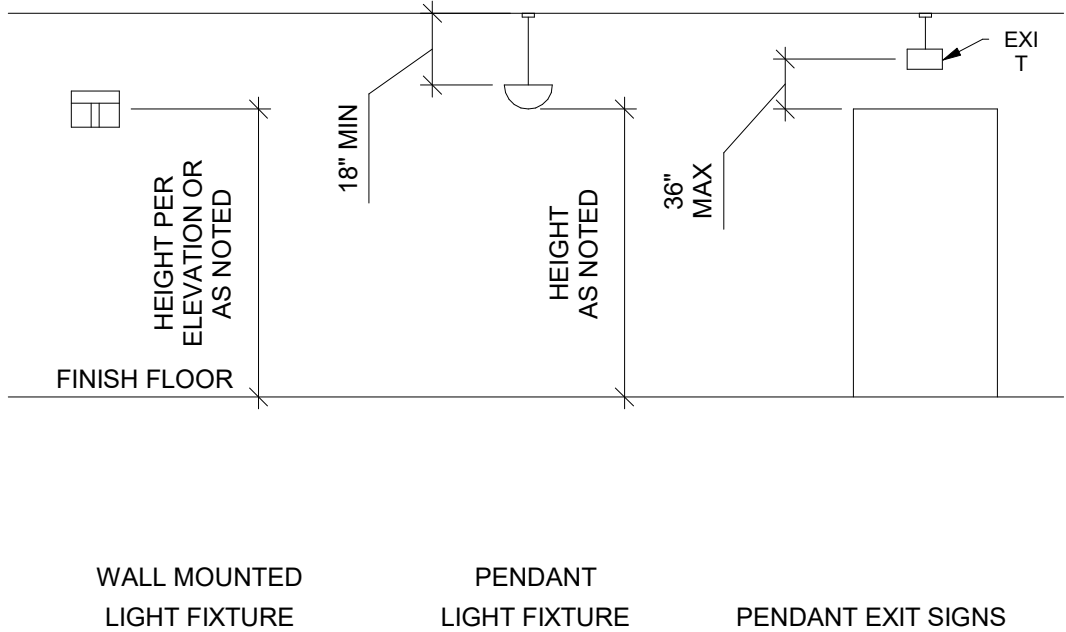 EXI
T
18" MIN
36"
MAX
HEIGHT PER
ELEVATION OR
AS NOTED
HEIGHT
AS NOTED
FINISH FLOOR
WALL MOUNTED
LIGHT FIXTURE
PENDANT
LIGHT FIXTURE
PENDANT EXIT SIGNS